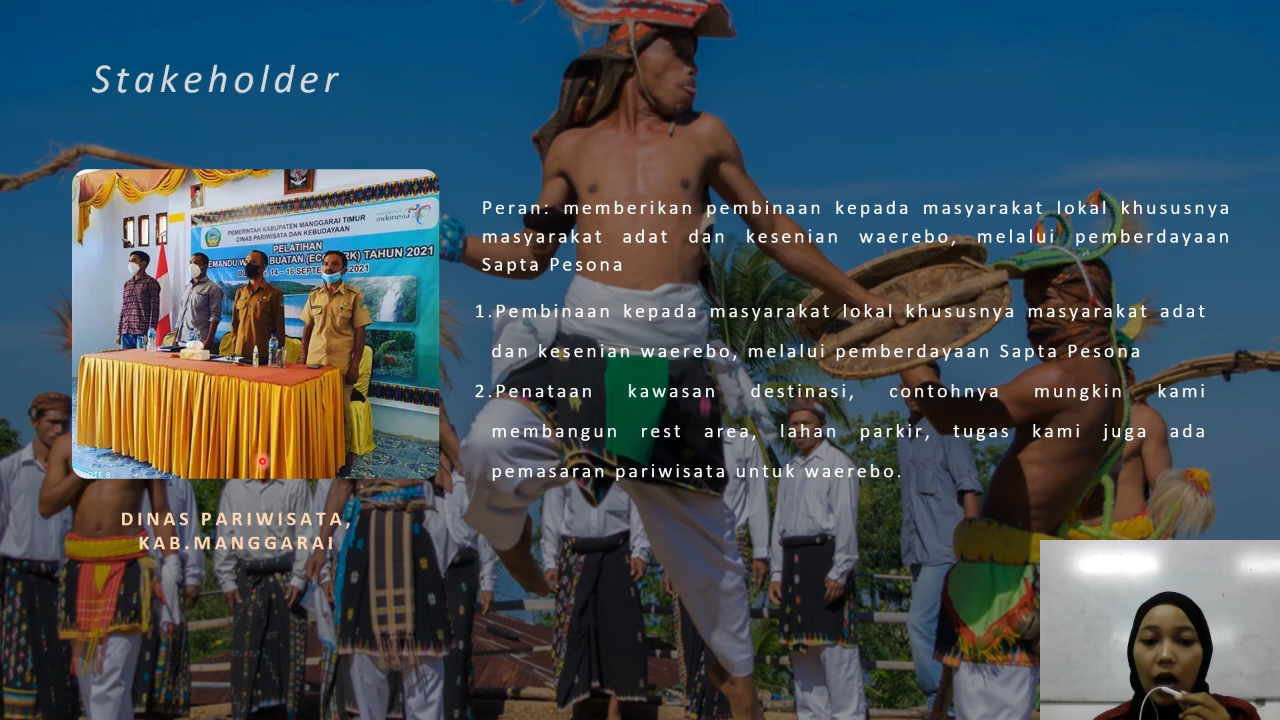 Stakeholder
PEMERINTAH KABUPATEN MANGGARAI TIMUR
DINAS PARIWISATA DAN KEBUDAYAAN
indonesia
PELATIHAN
BUATAN (ECOPARK) TAHUN 2021
DINAS PARIWISATA,
KAB.MANGGARAI
Peran: memberikan pembinaan kepada masyarakat lokal khususnya
masyarakat adat dan kesenian waerebo, melalui pemberdayaan
Sapta Pesona
1.Pembinaan kepada masyarakat lokal khususnya masyarakat adat
dan kesenian waerebo, melalui pemberdayaan Sapta Pesona
2.Penataan kawasan destinasi, contohnya mungkin kami
membangun rest area, lahan parkir, tugas kami juga ada
pemasaran pariwisata untuk waerebo.